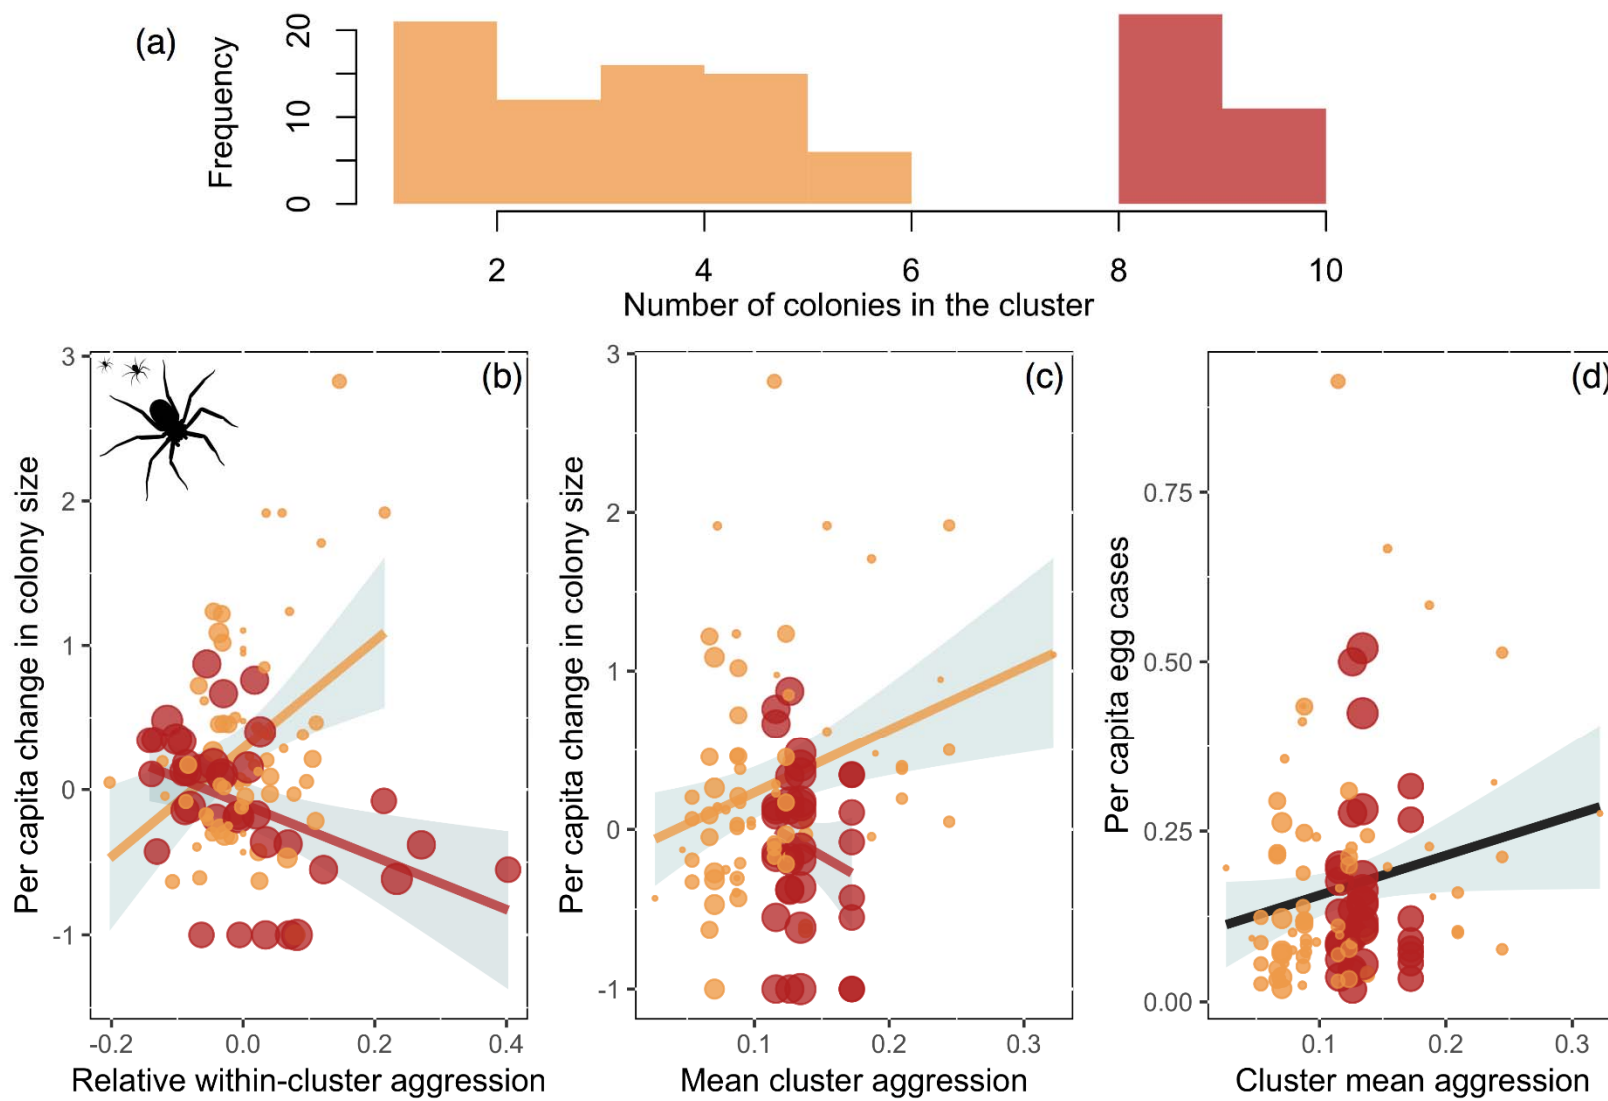 (a)
Frequency
20
10
0
2 4 6 8 10
Number of colonies in the cluster
(b)
Per capita change in colony size
3
2
1
0
-1
-0.2 0.0 0.2 0.4
Relative within-cluster aggression
(c)
Per capita change in colony size
3
2
1
0
-1
0.1 0.2 0.3
Mean cluster aggression
(d)
Per capita egg cases
0.75
0.50
0.25
0.00
0.1 0.2 0.3
Cluster mean aggression